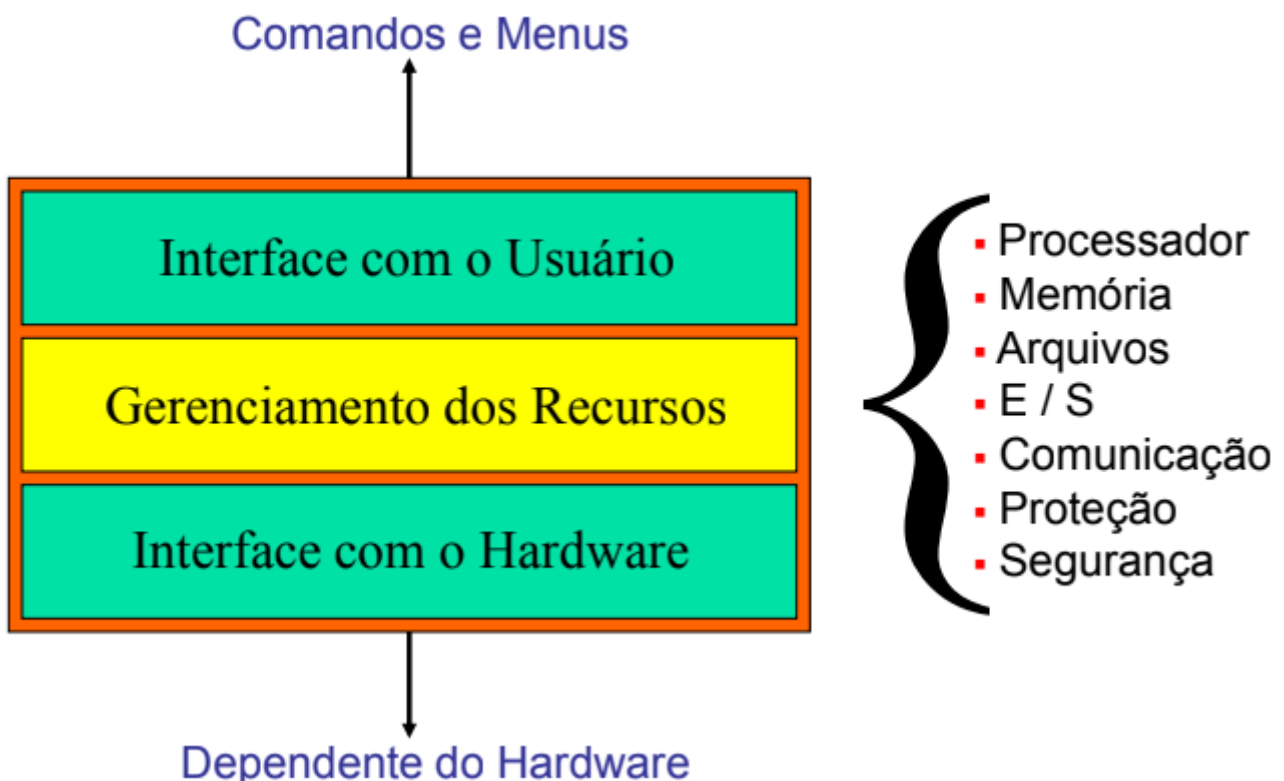 Comandos e Menus
Interface com o Usuário
Gerenciamento dos Recursos
Interface com o Hardware
Dependente do Hardware
▪ Processador
▪ Memória
▪ Arquivos
▪ E / S
▪ Comunicação
▪ Proteção
▪ Segurança